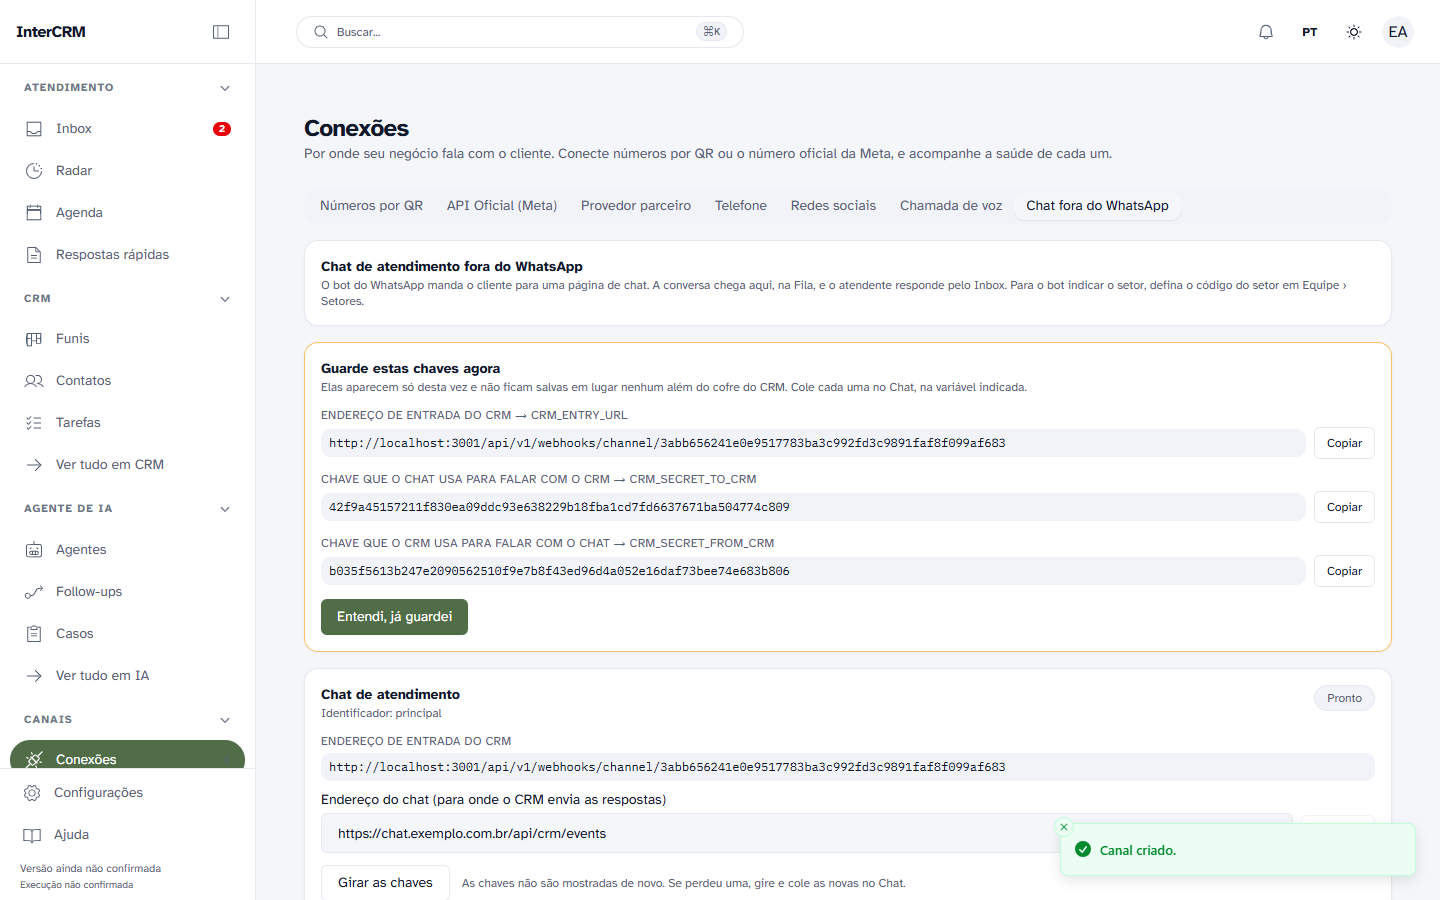 InterCRM
Buscar...
⌘K
PT
EA
ATENDIMENTO
Inbox
2
Radar
Agenda
Respostas rápidas
CRM
Funis
Contatos
Tarefas
Ver tudo em CRM
AGENTE DE IA
Agentes
Follow-ups
Casos
Ver tudo em IA
CANAIS
Conexões
Configurações
Ajuda
Versão ainda não confirmada
Execução não confirmada
Conexões
Por onde seu negócio fala com o cliente. Conecte números por QR ou o número oficial da Meta, e acompanhe a saúde de cada um.
Números por QR
API Oficial (Meta)
Provedor parceiro
Telefone
Redes sociais
Chamada de voz
Chat fora do WhatsApp
Chat de atendimento fora do WhatsApp
O bot do WhatsApp manda o cliente para uma página de chat. A conversa chega aqui, na Fila, e o atendente responde pelo Inbox. Para o bot indicar o setor, defina o código do setor em Equipe ›
Setores.
Guarde estas chaves agora
Elas aparecem só desta vez e não ficam salvas em lugar nenhum além do cofre do CRM. Cole cada uma no Chat, na variável indicada.
ENDEREÇO DE ENTRADA DO CRM → CRM_ENTRY_URL
http://localhost:3001/api/v1/webhooks/channel/3abb656241e0e9517783ba3c992fd3c9891faf8f099af683
Copiar
CHAVE QUE O CHAT USA PARA FALAR COM O CRM → CRM_SECRET_TO_CRM
42f9a45157211f830ea09ddc93e638229b18fba1cd7fd6637671ba504774c809
Copiar
CHAVE QUE O CRM USA PARA FALAR COM O CHAT → CRM_SECRET_FROM_CRM
b035f5613b247e2090562510f9e7b8f43ed96d4a052e16daf73bee74e683b806
Copiar
Entendi, já guardei
Chat de atendimento
Identificador: principal
Pronto
ENDEREÇO DE ENTRADA DO CRM
http://localhost:3001/api/v1/webhooks/channel/3abb656241e0e9517783ba3c992fd3c9891faf8f099af683
Endereço do chat (para onde o CRM envia as respostas)
https://chat.exemplo.com.br/api/crm/events
Girar as chaves
As chaves não são mostradas de novo. Se perdeu uma, gire e cole as novas no Chat.
Canal criado.